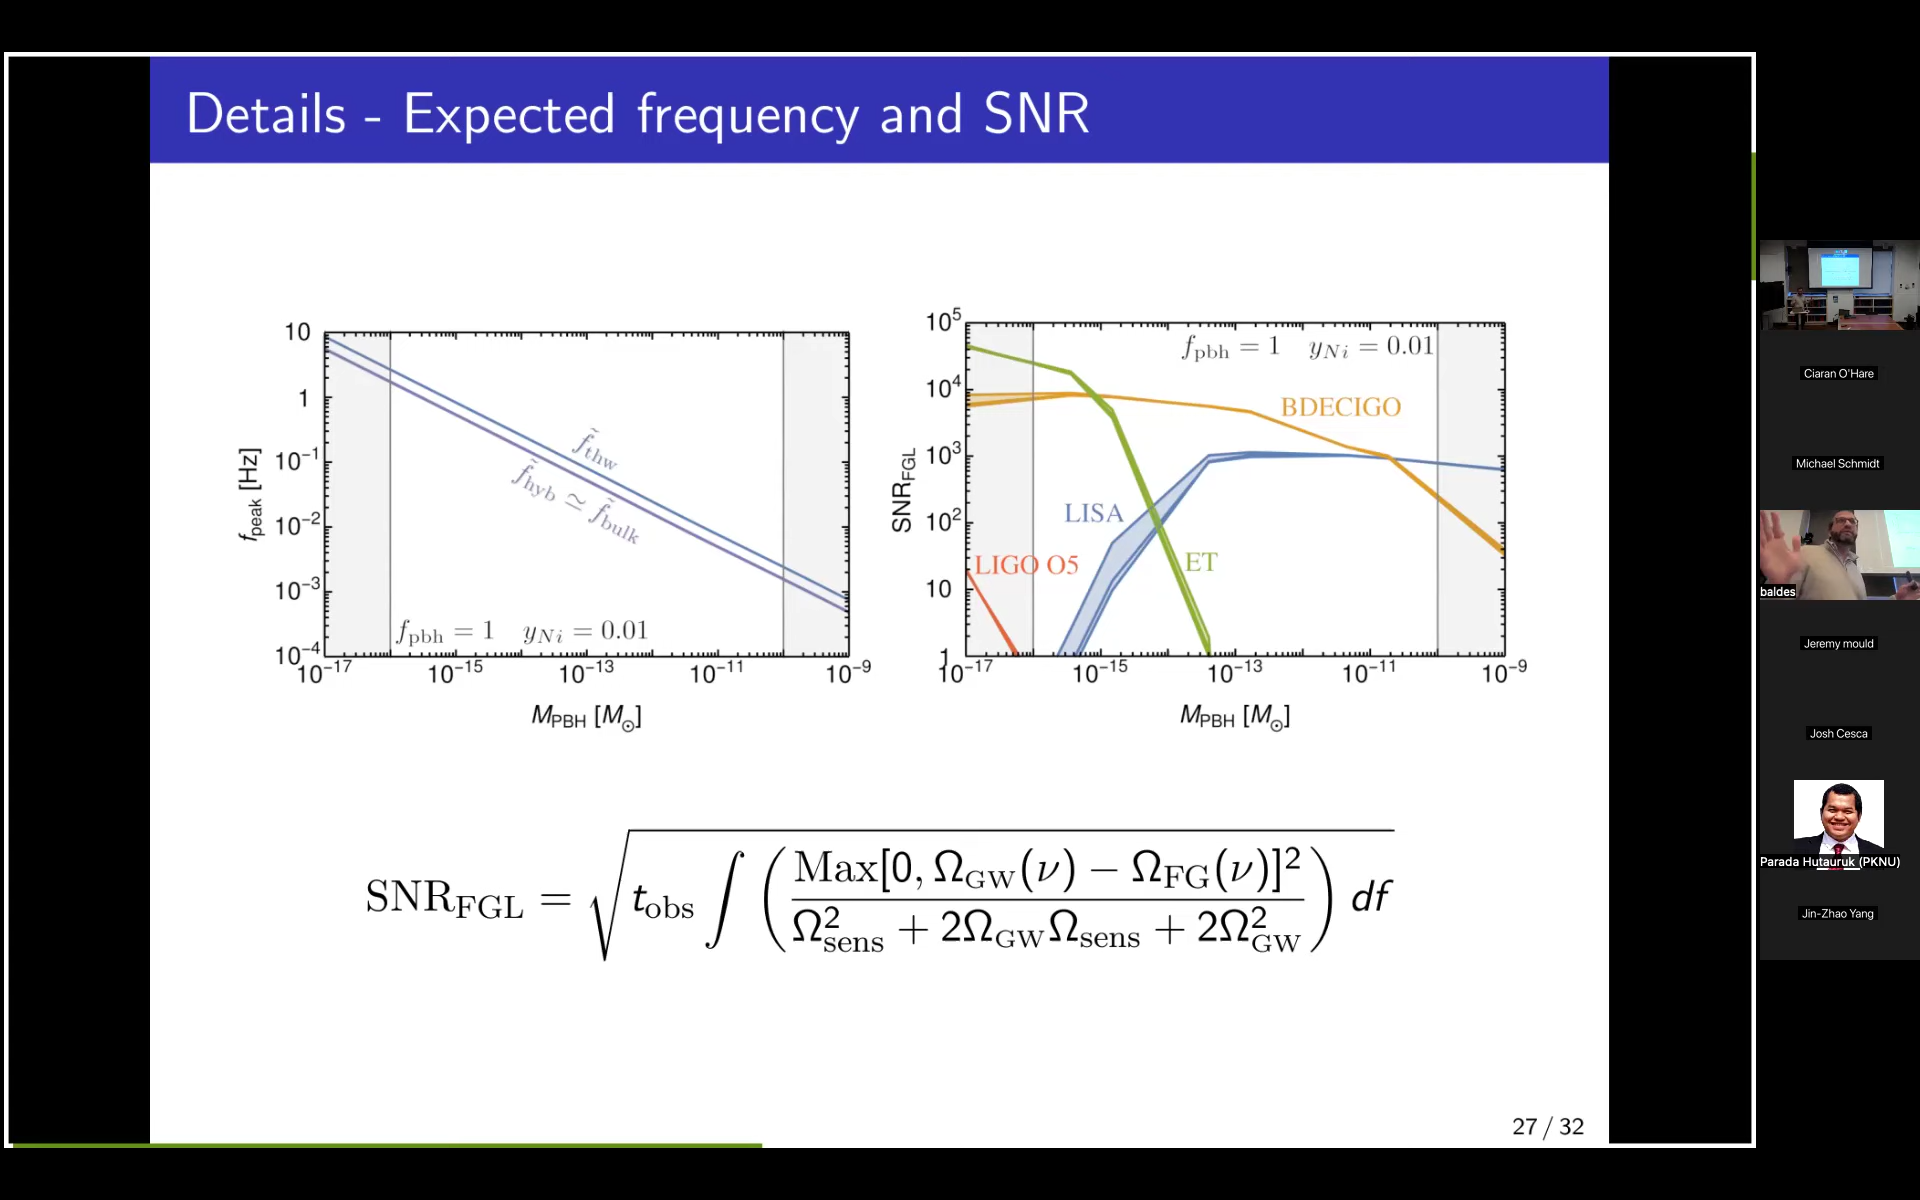 Details - Expected frequency and SNR
10
1
10⁻¹
10⁻²
10⁻³
10⁻⁴
f_peak [Hz]
f̃_thw
f̃_hyb ≃ f̃_bulk
f_pbh = 1 y_Ni = 0.01
10⁻¹⁷ 10⁻¹⁵ 10⁻¹³ 10⁻¹¹ 10⁻⁹
M_PBH [M_⊙]
10⁵
10⁴
10³
10²
10
1
SNR_FGL
f_pbh = 1 y_Ni = 0.01
BDECIGO
LISA
LIGO O5
ET
10⁻¹⁷ 10⁻¹⁵ 10⁻¹³ 10⁻¹¹ 10⁻⁹
M_PBH [M_⊙]
SNR_FGL = √(t_obs ∫ (Max[0, Ω_GW(ν) − Ω_FG(ν)]² / (Ω²_sens + 2Ω_GWΩ_sens + 2Ω²_GW)) df)
27 / 32
Ciaran O'Hare
Michael Schmidt
baldes
Jeremy mould
Josh Cesca
Parada Hutauruk (PKNU)
Jin-Zhao Yang